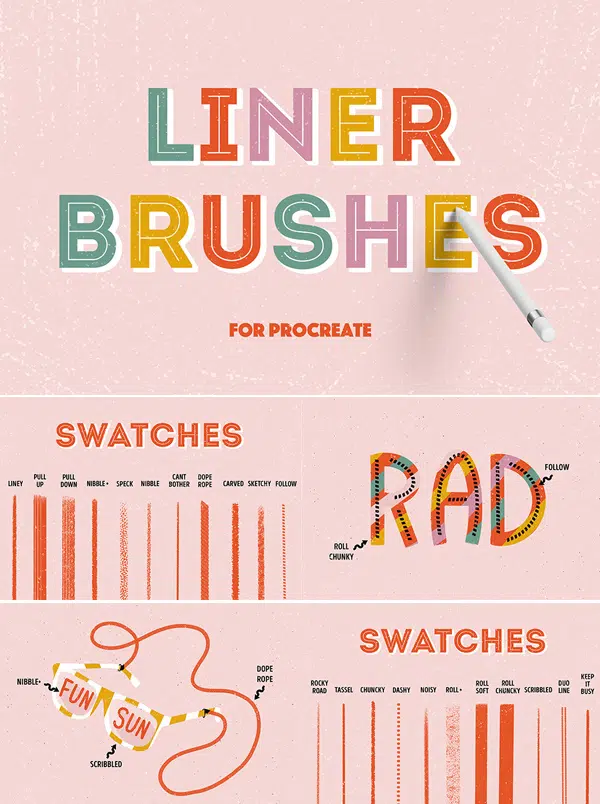 LINER
BRUSHES
FOR PROCREATE
SWATCHES
LINEY
PULL
UP
PULL
DOWN
NIBBLE+
SPECK
NIBBLE
CANT
BOTHER
DOPE
ROPE
CARVED
SKETCHY
FOLLOW
RAD
FOLLOW
ROLL
CHUNKY
NIBBLE+
FUN
SUN
DOPE
ROPE
SCRIBBLED
SWATCHES
ROCKY
ROAD
TASSEL
CHUNCKY
DASHY
NOISY
ROLL+
ROLL
SOFT
ROLL
CHUNCKY
SCRIBBLED
DUO
LINE
KEEP
IT
BUSY